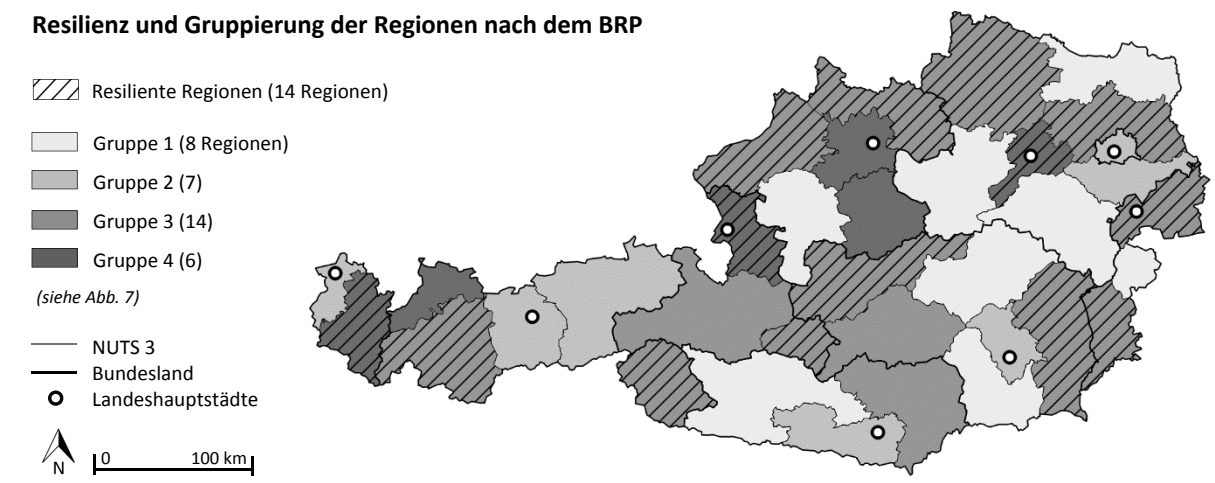 Resilienz und Gruppierung der Regionen nach dem BRP
Resiliente Regionen (14 Regionen)
Gruppe 1 (8 Regionen)
Gruppe 2 (7)
Gruppe 3 (14)
Gruppe 4 (6)
(siehe Abb. 7)
NUTS 3
Bundesland
Landeshauptstädte
N
0 100 km